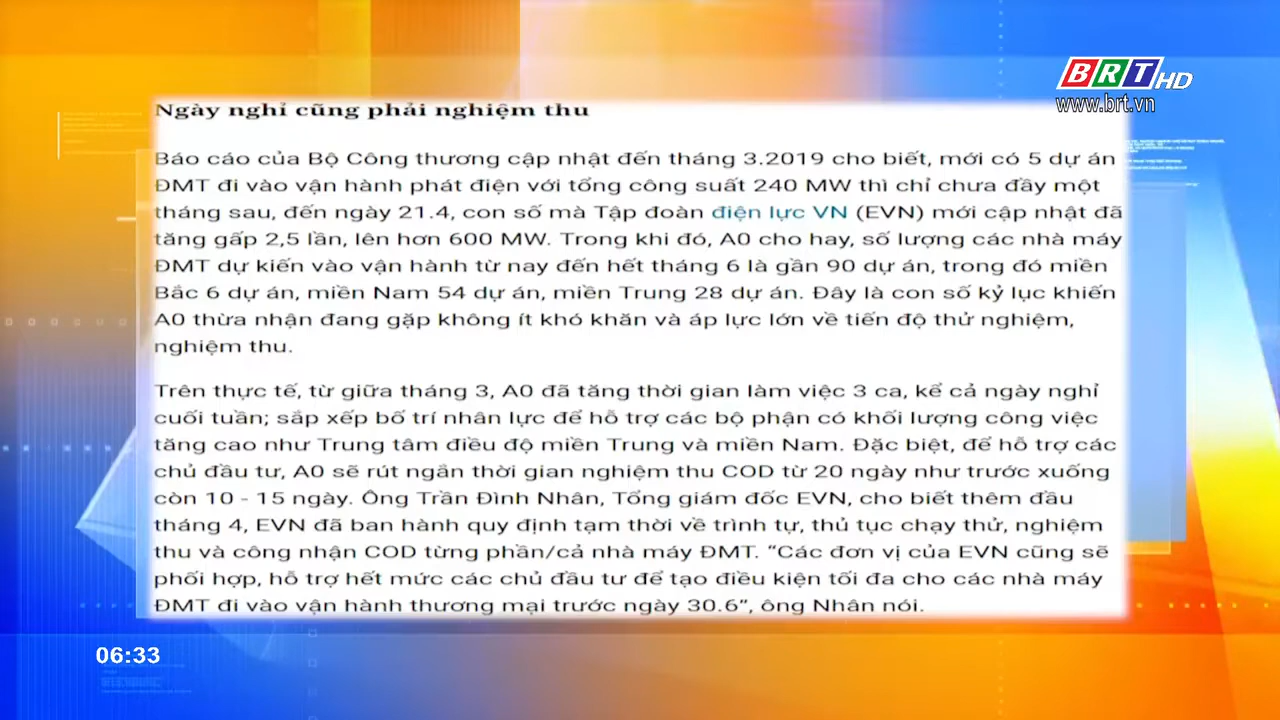 BRT HD
www.brt.vn
Ngày nghỉ cũng phải nghiệm thu
Báo cáo của Bộ Công thương cập nhật đến tháng 3.2019 cho biết, mới có 5 dự án
ĐMT đi vào vận hành phát điện với tổng công suất 240 MW thì chỉ chưa đầy một
tháng sau, đến ngày 21.4, con số mà Tập đoàn điện lực VN (EVN) mới cập nhật đã
tăng gấp 2,5 lần, lên hơn 600 MW. Trong khi đó, A0 cho hay, số lượng các nhà máy
ĐMT dự kiến vào vận hành từ nay đến hết tháng 6 là gần 90 dự án, trong đó miền
Bắc 6 dự án, miền Nam 54 dự án, miền Trung 28 dự án. Đây là con số kỷ lục khiến
A0 thừa nhận đang gặp không ít khó khăn và áp lực lớn về tiến độ thử nghiệm,
nghiệm thu.
Trên thực tế, từ giữa tháng 3, A0 đã tăng thời gian làm việc 3 ca, kể cả ngày nghỉ
cuối tuần; sắp xếp bố trí nhân lực để hỗ trợ các bộ phận có khối lượng công việc
tăng cao như Trung tâm điều độ miền Trung và miền Nam. Đặc biệt, để hỗ trợ các
chủ đầu tư, A0 sẽ rút ngắn thời gian nghiệm thu COD từ 20 ngày như trước xuống
còn 10 - 15 ngày. Ông Trần Đình Nhân, Tổng giám đốc EVN, cho biết thêm đầu
tháng 4, EVN đã ban hành quy định tạm thời về trình tự, thủ tục chạy thử, nghiệm
thu và công nhận COD từng phần/cả nhà máy ĐMT. “Các đơn vị của EVN cũng sẽ
phối hợp, hỗ trợ hết mức các chủ đầu tư để tạo điều kiện tối đa cho các nhà máy
ĐMT đi vào vận hành thương mại trước ngày 30.6”, ông Nhân nói.
06:33